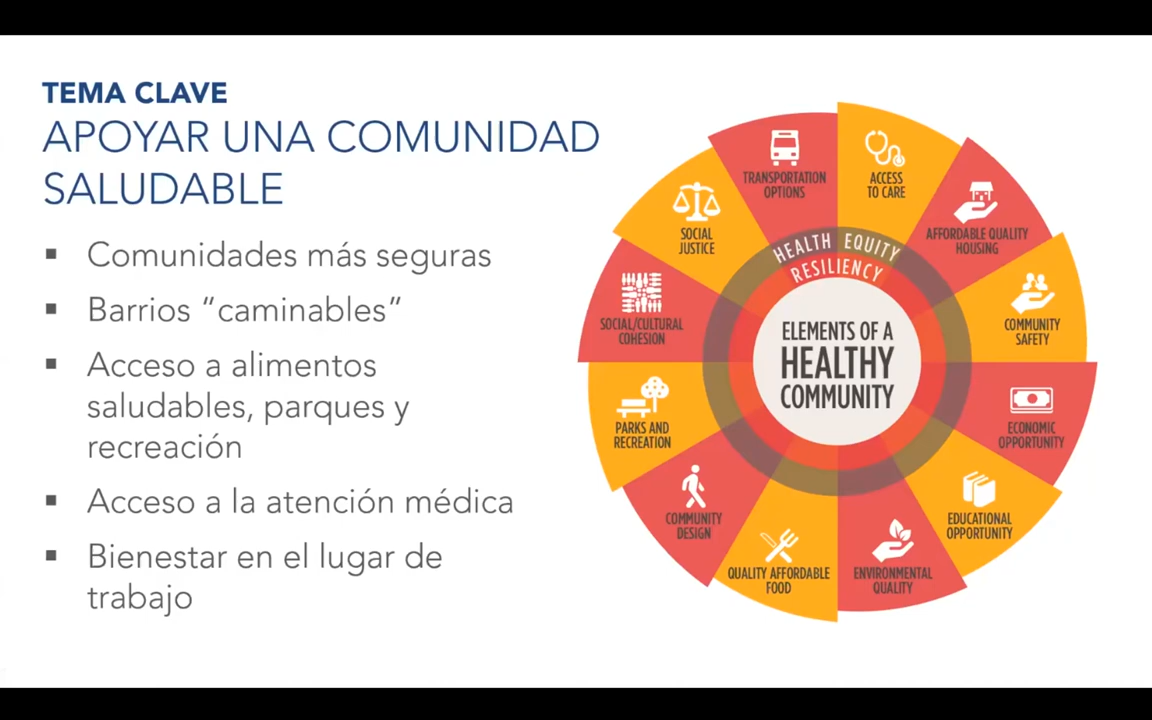 TEMA CLAVE
APOYAR UNA COMUNIDAD
SALUDABLE
▪ Comunidades más seguras
▪ Barrios “caminables”
▪ Acceso a alimentos
saludables, parques y
recreación
▪ Acceso a la atención médica
▪ Bienestar en el lugar de
trabajo
HEALTH EQUITY
RESILIENCY
ELEMENTS OF A
HEALTHY
COMMUNITY
ACCESS
TO CARE
AFFORDABLE QUALITY
HOUSING
COMMUNITY
SAFETY
ECONOMIC
OPPORTUNITY
EDUCATIONAL
OPPORTUNITY
ENVIRONMENTAL
QUALITY
QUALITY AFFORDABLE
FOOD
COMMUNITY
DESIGN
PARKS AND
RECREATION
SOCIAL/CULTURAL
COHESION
SOCIAL
JUSTICE
TRANSPORTATION
OPTIONS